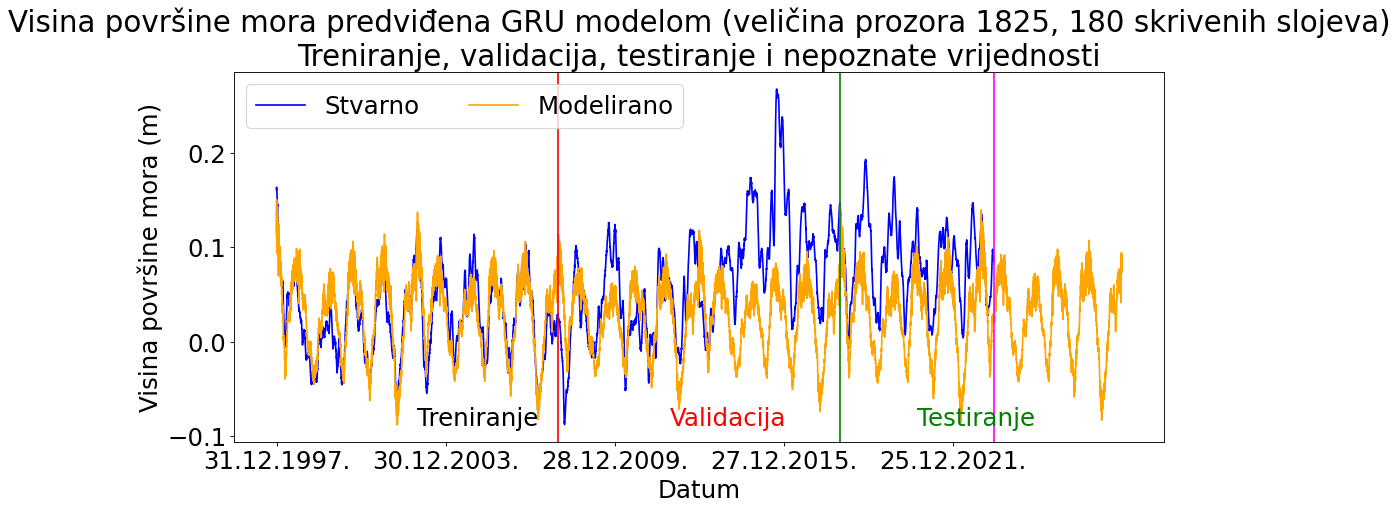 Visina površine mora predviđena GRU modelom (veličina prozora 1825, 180 skrivenih slojeva)
Treniranje, validacija, testiranje i nepoznate vrijednosti
Stvarno
Modelirano
Visina površine mora (m)
0.2
0.1
0.0
−0.1
Treniranje
Validacija
Testiranje
31.12.1997.
30.12.2003.
28.12.2009.
27.12.2015.
25.12.2021.
Datum